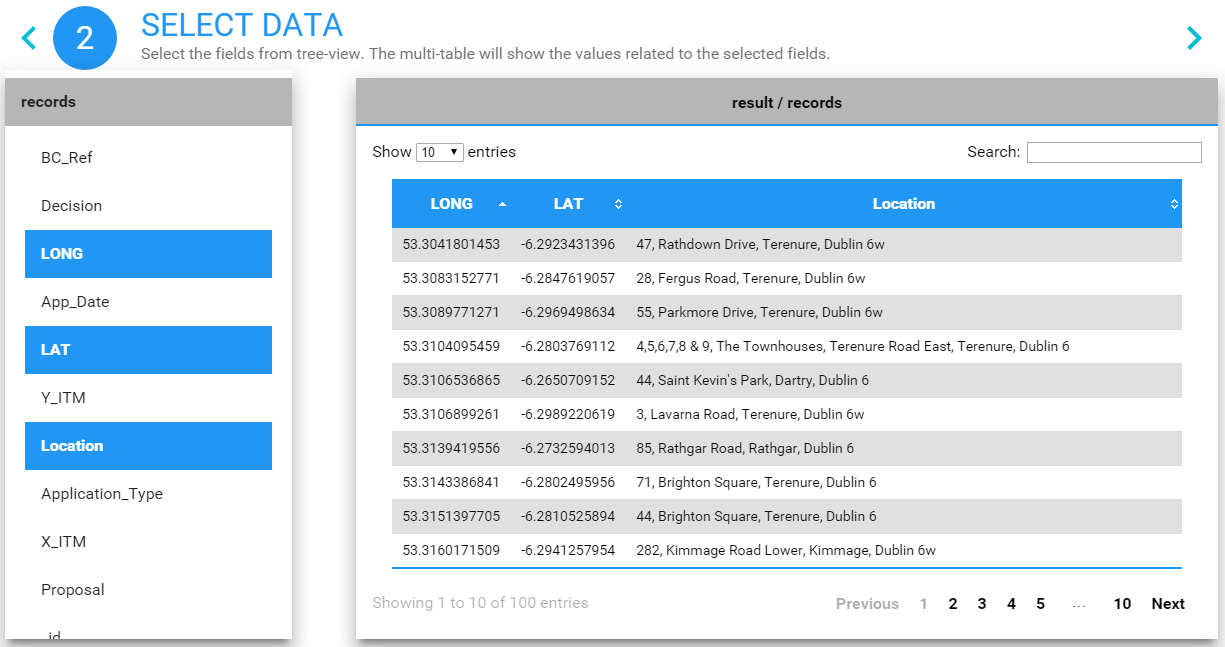 2
SELECT DATA
Select the fields from tree-view. The multi-table will show the values related to the selected fields.
records
BC_Ref
Decision
LONG
App_Date
LAT
Y_ITM
Location
Application_Type
X_ITM
Proposal
_id
result / records
Show 10 entries
Search:
LONG LAT Location
53.3041801453 -6.2923431396 47, Rathdown Drive, Terenure, Dublin 6w
53.3083152771 -6.2847619057 28, Fergus Road, Terenure, Dublin 6w
53.3089771271 -6.2969498634 55, Parkmore Drive, Terenure, Dublin 6w
53.3104095459 -6.2803769112 4,5,6,7,8 & 9, The Townhouses, Terenure Road East, Terenure, Dublin 6
53.3106536865 -6.2650709152 44, Saint Kevin's Park, Dartry, Dublin 6
53.3106899261 -6.2989220619 3, Lavarna Road, Terenure, Dublin 6w
53.3139419556 -6.2732594013 85, Rathgar Road, Rathgar, Dublin 6
53.3143386841 -6.2802495956 71, Brighton Square, Terenure, Dublin 6
53.3151397705 -6.2810525894 44, Brighton Square, Terenure, Dublin 6
53.3160171509 -6.2941257954 282, Kimmage Road Lower, Kimmage, Dublin 6w
Showing 1 to 10 of 100 entries
Previous 1 2 3 4 5 ... 10 Next